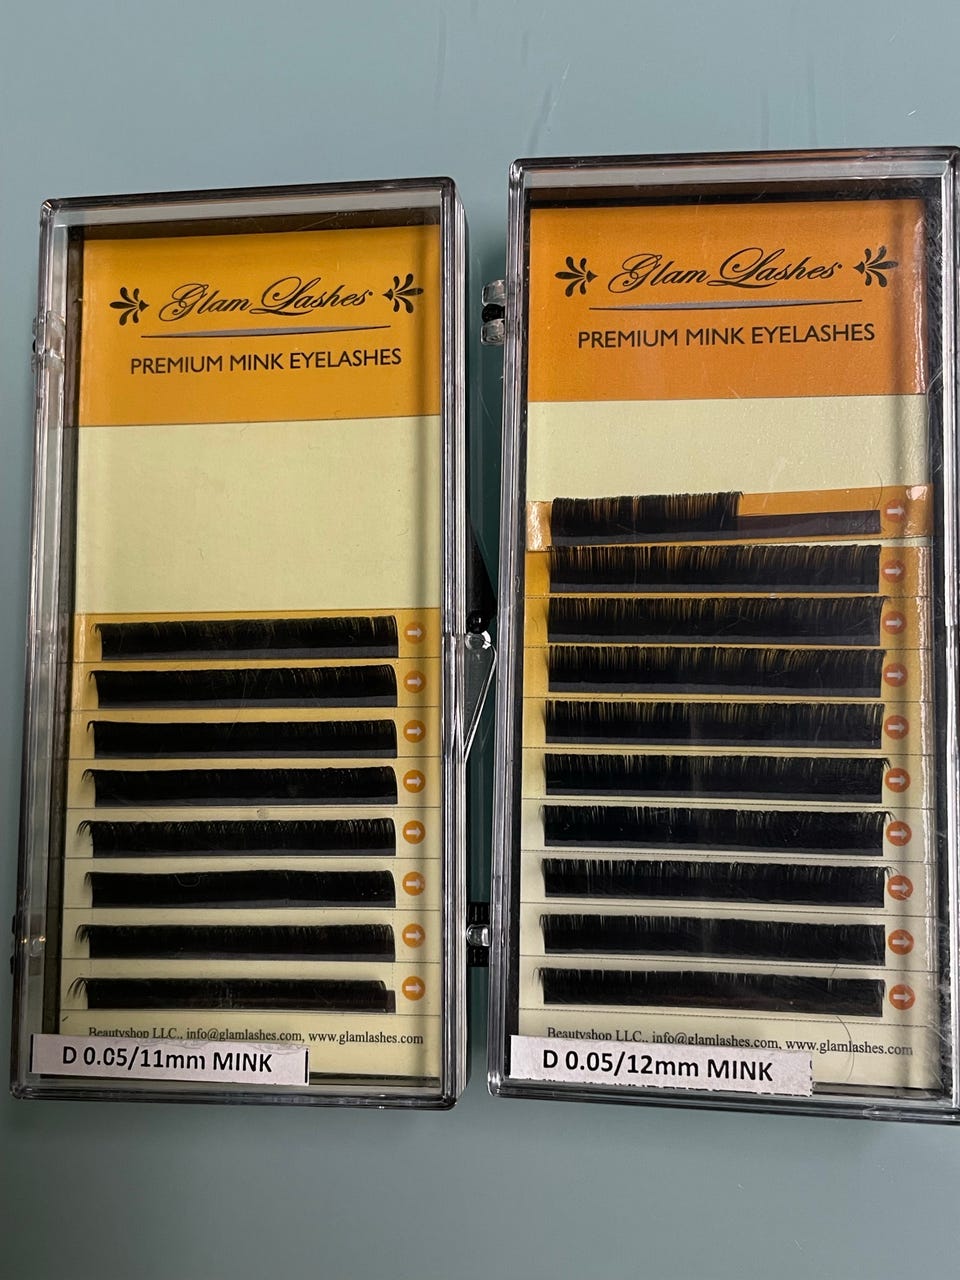 Glam Lashes
PREMIUM MINK EYELASHES
Beautyshop LLC., info@glamlashes.com, www.glamlashes.com
D 0.05/11mm MINK
Glam Lashes
PREMIUM MINK EYELASHES
Beautyshop LLC., info@glamlashes.com, www.glamlashes.com
D 0.05/12mm MINK